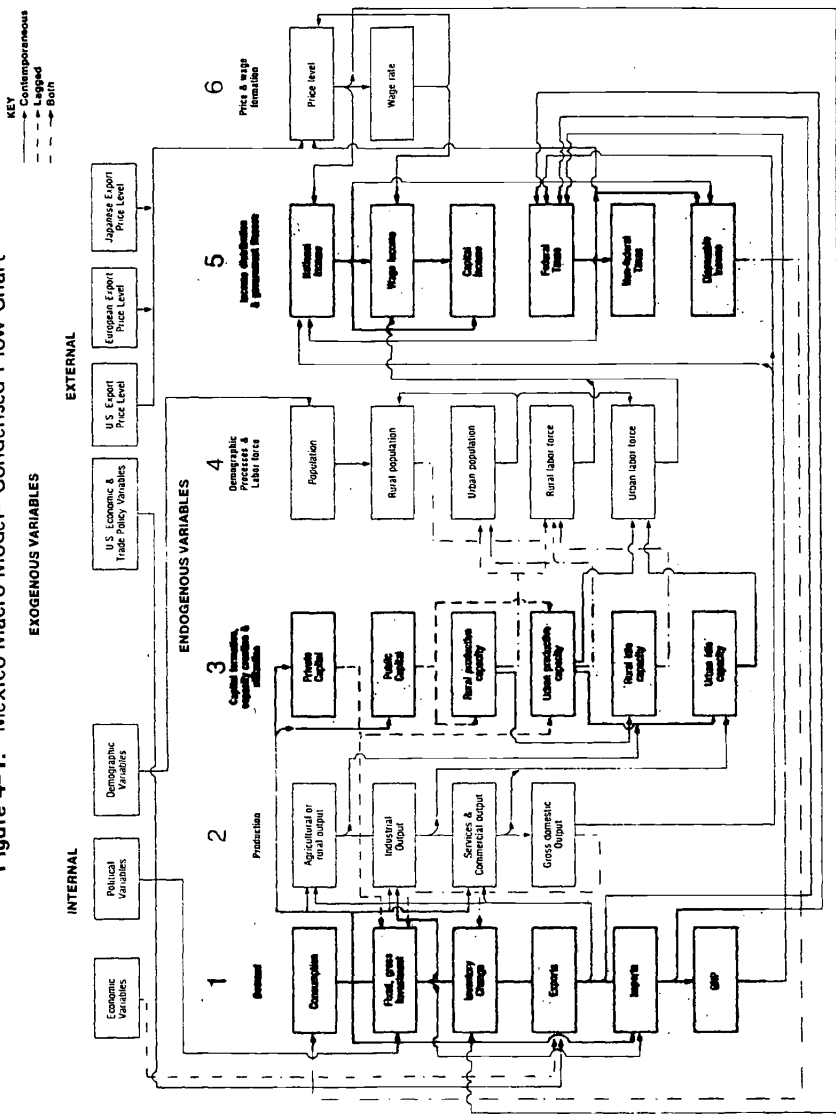 Figure 4-1. Mexico Macro Model Condensed Flow Chart
KEY
Contemporaneous
Lagged
Both
EXOGENOUS VARIABLES
INTERNAL
EXTERNAL
Economic
Variables
Political
Variables
Demographic
Variables
U.S. Economic &
Trade Policy Variables
U.S. Export
Price Level
European Export
Price Level
Japanese Export
Price Level
ENDOGENOUS VARIABLES
1
Demand
Consumption
Fixed, gross
Investment
Inventory
Change
Exports
Imports
GNP
2
Production
Agricultural or
rural output
Industrial
Output
Services &
Commercial output
Gross domestic
Output
3
Capital formation,
capacity creation &
utilization
Private
Capital
Public
Capital
Rural productive
capacity
Urban productive
capacity
Rural idle
capacity
Urban idle
capacity
4
Demographic
Processes &
Labor force
Population
Rural population
Urban population
Rural labor force
Urban labor force
5
Income distribution
& government finance
National
Income
Wage Income
Capital
Income
Federal
Taxes
Non-federal
Taxes
Disposable
Income
6
Price & wage
formation
Price level
Wage rate